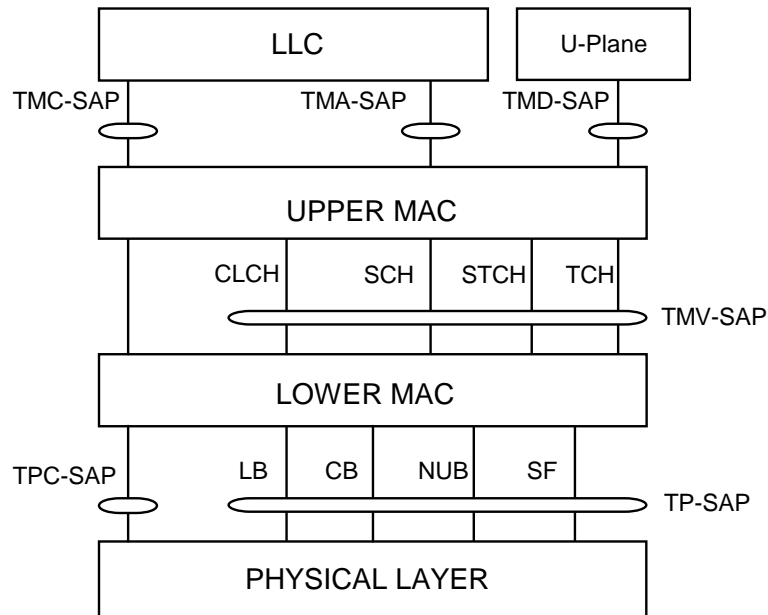 LLC
U-Plane
TMC-SAP
TMA-SAP
TMD-SAP
UPPER MAC
CLCH
SCH
STCH
TCH
TMV-SAP
LOWER MAC
TPC-SAP
LB
CB
NUB
SF
TP-SAP
PHYSICAL LAYER